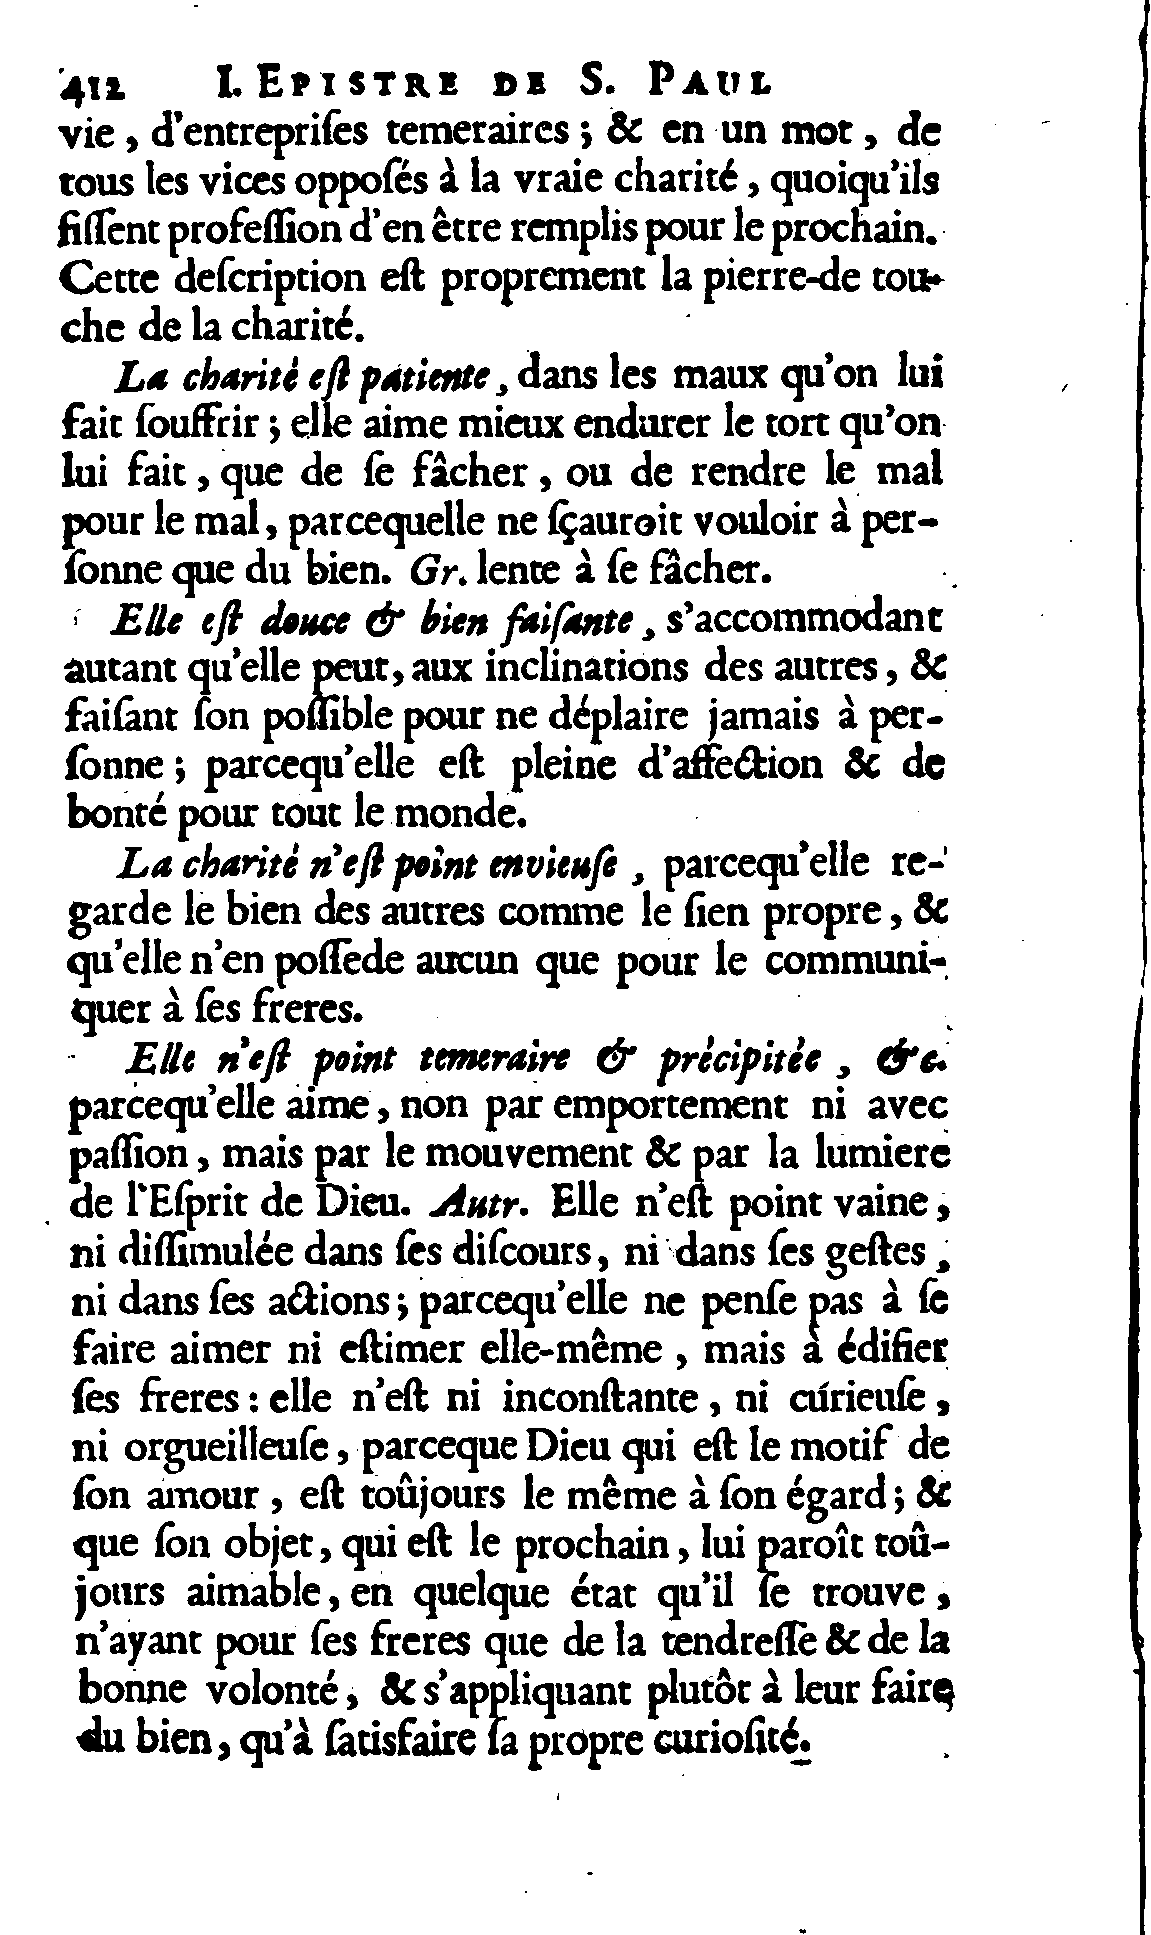 412 I. EPISTRE DE S. PAUL
vie, d'entrepriſes temeraires; & en un mot, de
tous les vices oppoſés à la vraie charité, quoiqu'ils
fiſſent profeſſion d'en être remplis pour le prochain.
Cette deſcription eſt proprement la pierre-de tou-
che de la charité.
La charité eſt patiente, dans les maux qu'on lui
fait ſouffrir; elle aime mieux endurer le tort qu'on
lui fait, que de ſe fâcher, ou de rendre le mal
pour le mal, parcequelle ne ſçauroit vouloir à per-
ſonne que du bien. Gr. lente à ſe fâcher.
Elle eſt douce & bien faiſante, s'accommodant
autant qu'elle peut, aux inclinations des autres, &
faiſant ſon poſſible pour ne déplaire jamais à per-
ſonne; parcequ'elle eſt pleine d'affection & de
bonté pour tout le monde.
La charité n'eſt point envieuſe, parcequ'elle re-
garde le bien des autres comme le ſien propre, &
qu'elle n'en poſſede aucun que pour le communi-
quer à ſes freres.
Elle n'eſt point temeraire & précipitée, &c.
parcequ'elle aime, non par emportement ni avec
paſſion, mais par le mouvement & par la lumiere
de l'Eſprit de Dieu. Autr. Elle n'eſt point vaine,
ni diſſimulée dans ſes diſcours, ni dans ſes geſtes,
ni dans ſes actions; parcequ'elle ne penſe pas à ſe
faire aimer ni eſtimer elle-même, mais à édifier
ſes freres: elle n'eſt ni inconſtante, ni curieuſe,
ni orgueilleuſe, parceque Dieu qui eſt le motif de
ſon amour, eſt toûjours le même à ſon égard; &
que ſon objet, qui eſt le prochain, lui paroît toû-
jours aimable, en quelque état qu'il ſe trouve,
n'ayant pour ſes freres que de la tendreſſe & de la
bonne volonté, & s'appliquant plutôt à leur faire
du bien, qu'à ſatisfaire ſa propre curioſité.